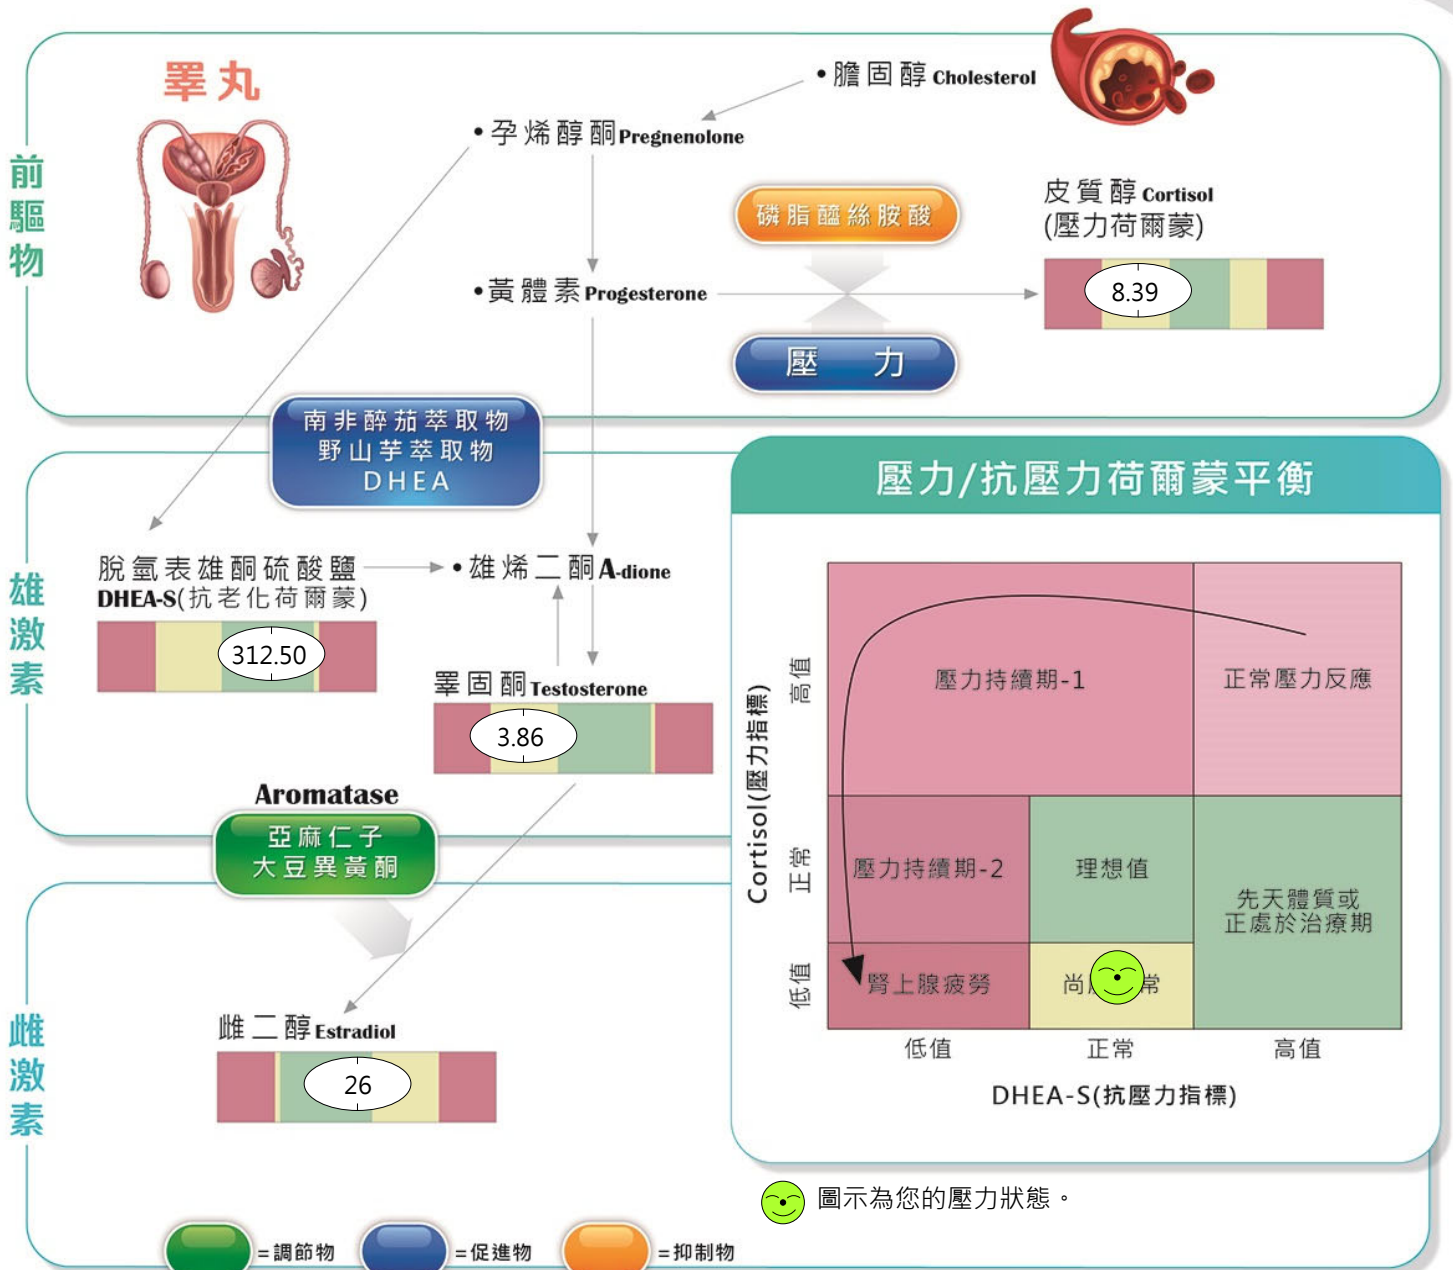 睪丸
膽固醇 Cholesterol
孕烯醇酮 Pregnenolone
前驅物
磷脂醯絲胺酸
皮質醇 Cortisol
(壓力荷爾蒙)
8.39
黃體素 Progesterone
壓 力
南非醉茄萃取物
野山芋萃取物
DHEA
壓力/抗壓力荷爾蒙平衡
雄激素
脫氫表雄酮硫酸鹽
DHEA-S(抗老化荷爾蒙)
312.50
雄烯二酮 A-dione
睪固酮 Testosterone
3.86
Aromatase
亞麻仁子
大豆異黃酮
雌激素
雌二醇 Estradiol
26
Cortisol(壓力指標)
高值
壓力持續期-1
正常壓力反應
正常
壓力持續期-2
理想值
先天體質或
正處於治療期
低值
腎上腺疲勞
尚 常
低值
正常
高值
DHEA-S(抗壓力指標)
圖示為您的壓力狀態。
=調節物
=促進物
=抑制物